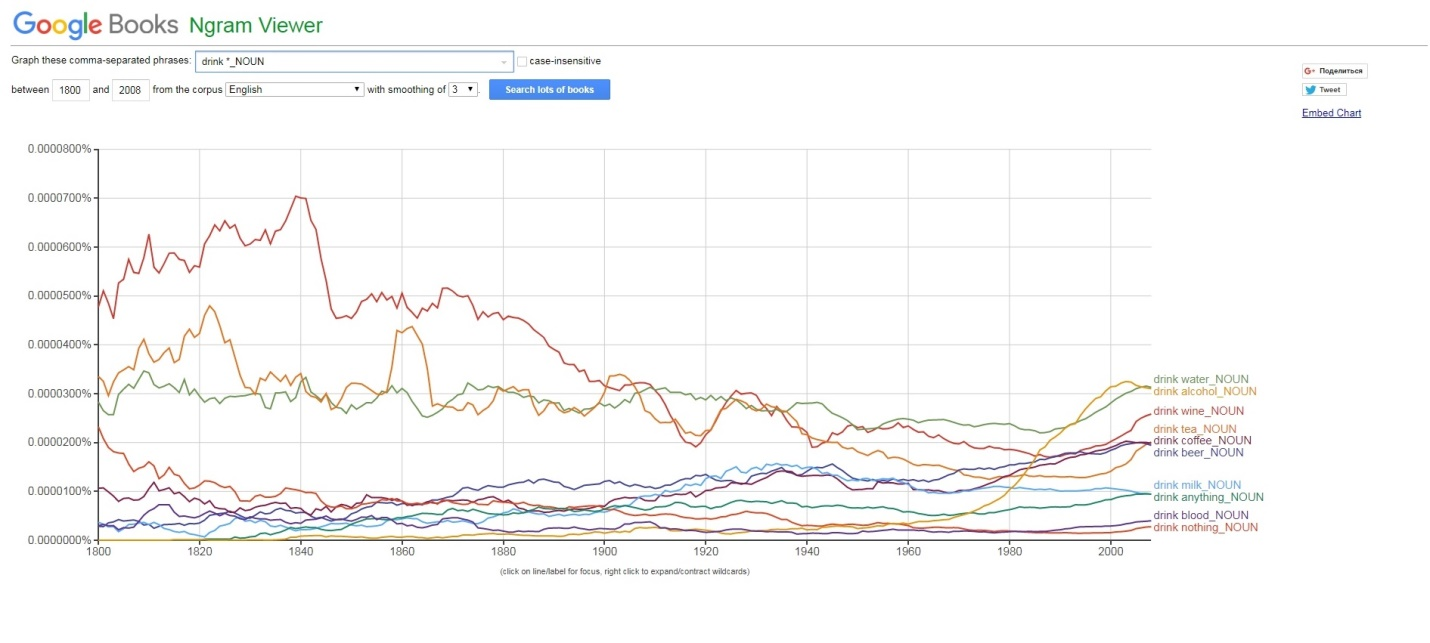 Google Books Ngram Viewer
Graph these comma-separated phrases: drink *_NOUN case-insensitive
between 1800 and 2008 from the corpus English with smoothing of 3 . Search lots of books
Поделиться
Tweet
Embed Chart
0.0000800%
0.0000700%
0.0000600%
0.0000500%
0.0000400%
0.0000300%
0.0000200%
0.0000100%
0.0000000%
1800 1820 1840 1860 1880 1900 1920 1940 1960 1980 2000
drink water_NOUN
drink alcohol_NOUN
drink wine_NOUN
drink tea_NOUN
drink coffee_NOUN
drink beer_NOUN
drink milk_NOUN
drink anything_NOUN
drink blood_NOUN
drink nothing_NOUN
(click on line/label for focus, right click to expand/contract wildcards)